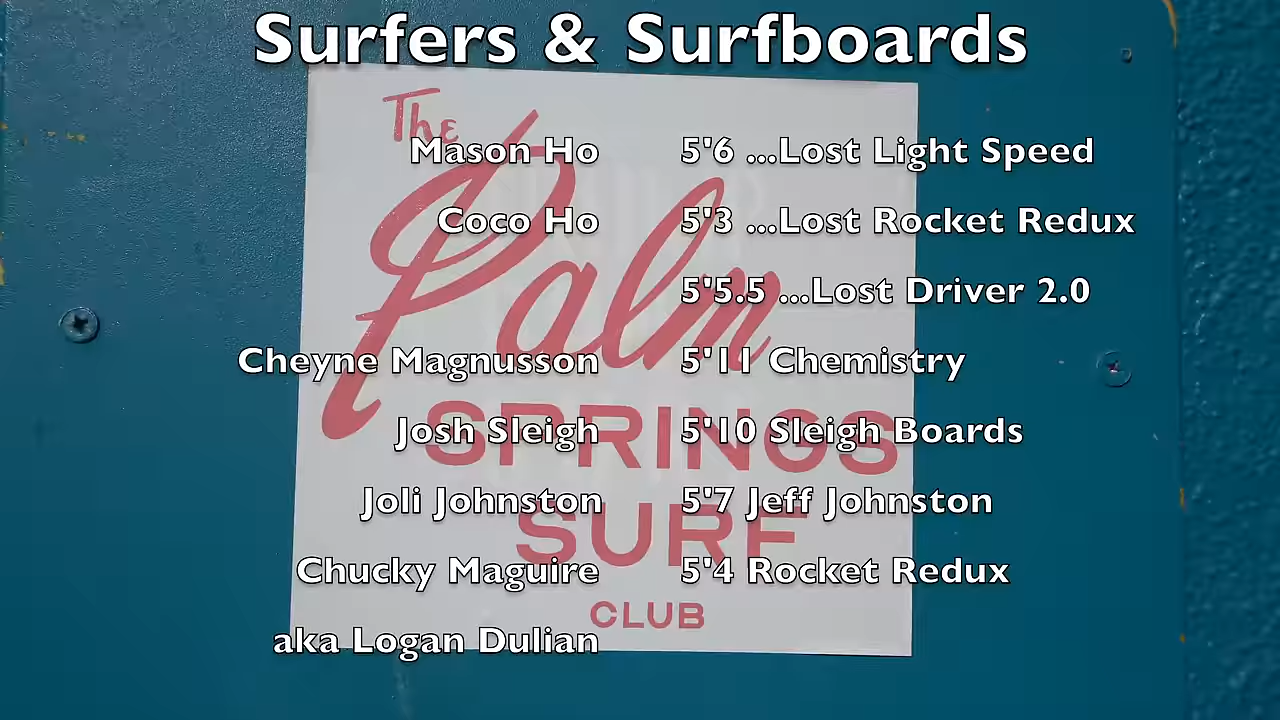 Surfers & Surfboards
The
Palm
SPRINGS
SURF
CLUB
Mason Ho 5'6 ...Lost Light Speed
Coco Ho 5'3 ...Lost Rocket Redux
5'5.5 ...Lost Driver 2.0
Cheyne Magnusson 5'11 Chemistry
Josh Sleigh 5'10 Sleigh Boards
Joli Johnston 5'7 Jeff Johnston
Chucky Maguire 5'4 Rocket Redux
aka Logan Dulian